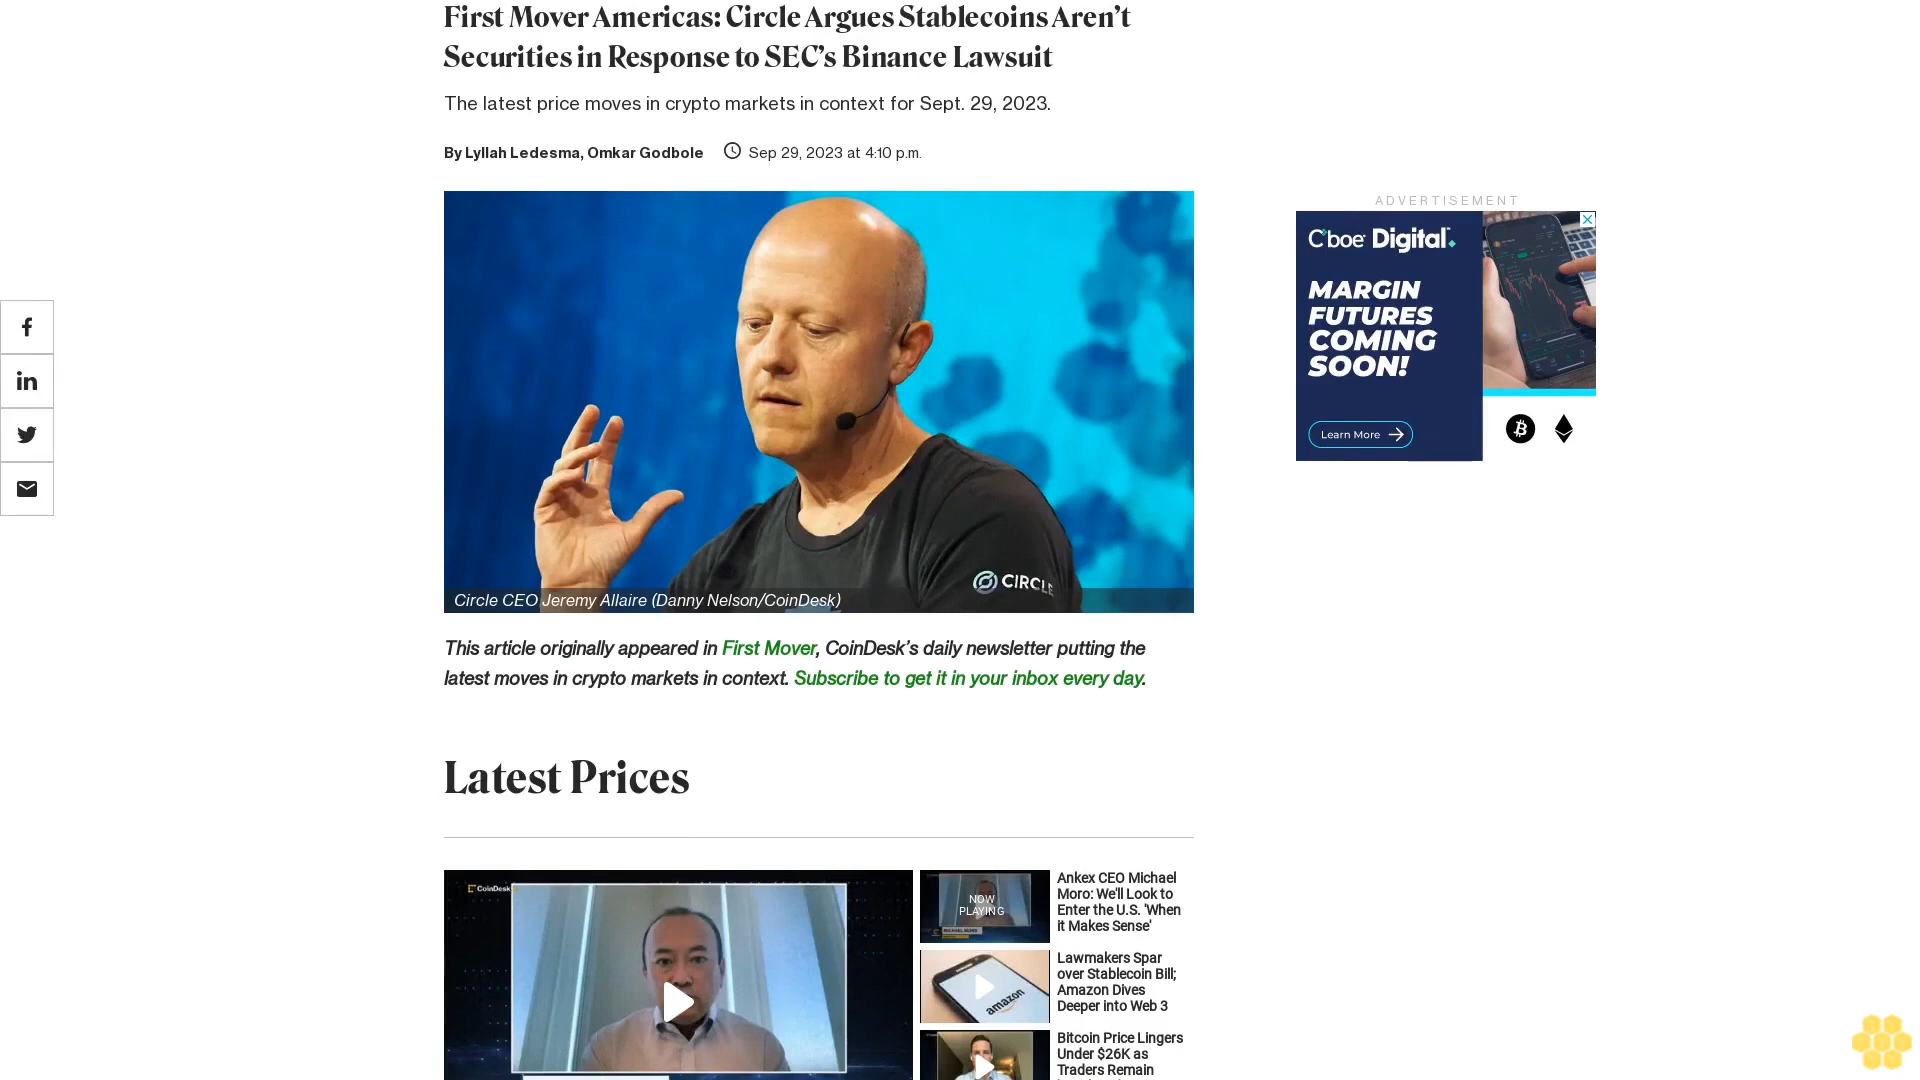 First Mover Americas: Circle Argues Stablecoins Aren’t
Securities in Response to SEC’s Binance Lawsuit
The latest price moves in crypto markets in context for Sept. 29, 2023.
By Lyllah Ledesma, Omkar Godbole
Sep 29, 2023 at 4:10 p.m.
CIRCLE
Circle CEO Jeremy Allaire (Danny Nelson/CoinDesk)
ADVERTISEMENT
Cboe Digital
MARGIN
FUTURES
COMING
SOON!
Learn More
This article originally appeared in First Mover, CoinDesk’s daily newsletter putting the
latest moves in crypto markets in context. Subscribe to get it in your inbox every day.
Latest Prices
CoinDesk
NOW
PLAYING
MICHAEL MORO
Ankex CEO Michael
Moro: We'll Look to
Enter the U.S. 'When
it Makes Sense'
amazon
Lawmakers Spar
over Stablecoin Bill;
Amazon Dives
Deeper into Web 3
Bitcoin Price Lingers
Under $26K as
Traders Remain